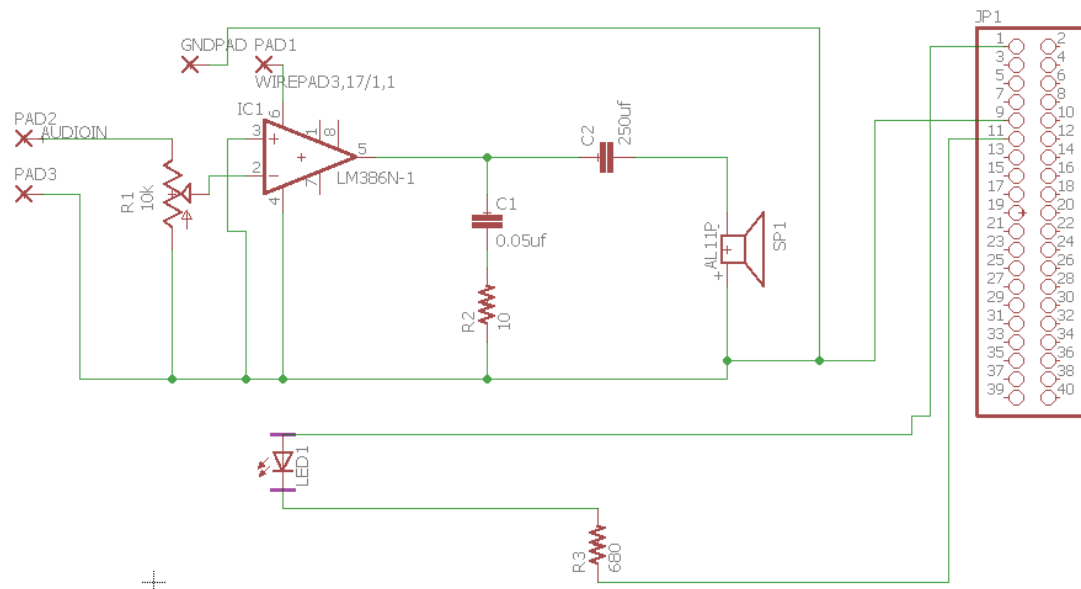 JP1
GNDPAD PAD1
WIREPAD3,17/1,1
PAD2
AUDIOIN
PAD3
R1
10k
IC1
6
3
1
8
+
2
-
7
4
5
LM386N-1
C2
250uf
C1
0.05uf
R2
10
AL11P
-
+
SP1
LED1
R3
680
1 2
3 4
5 6
7 8
9 10
11 12
13 14
15 16
17 18
19 20
21 22
23 24
25 26
27 28
29 30
31 32
33 34
35 36
37 38
39 40